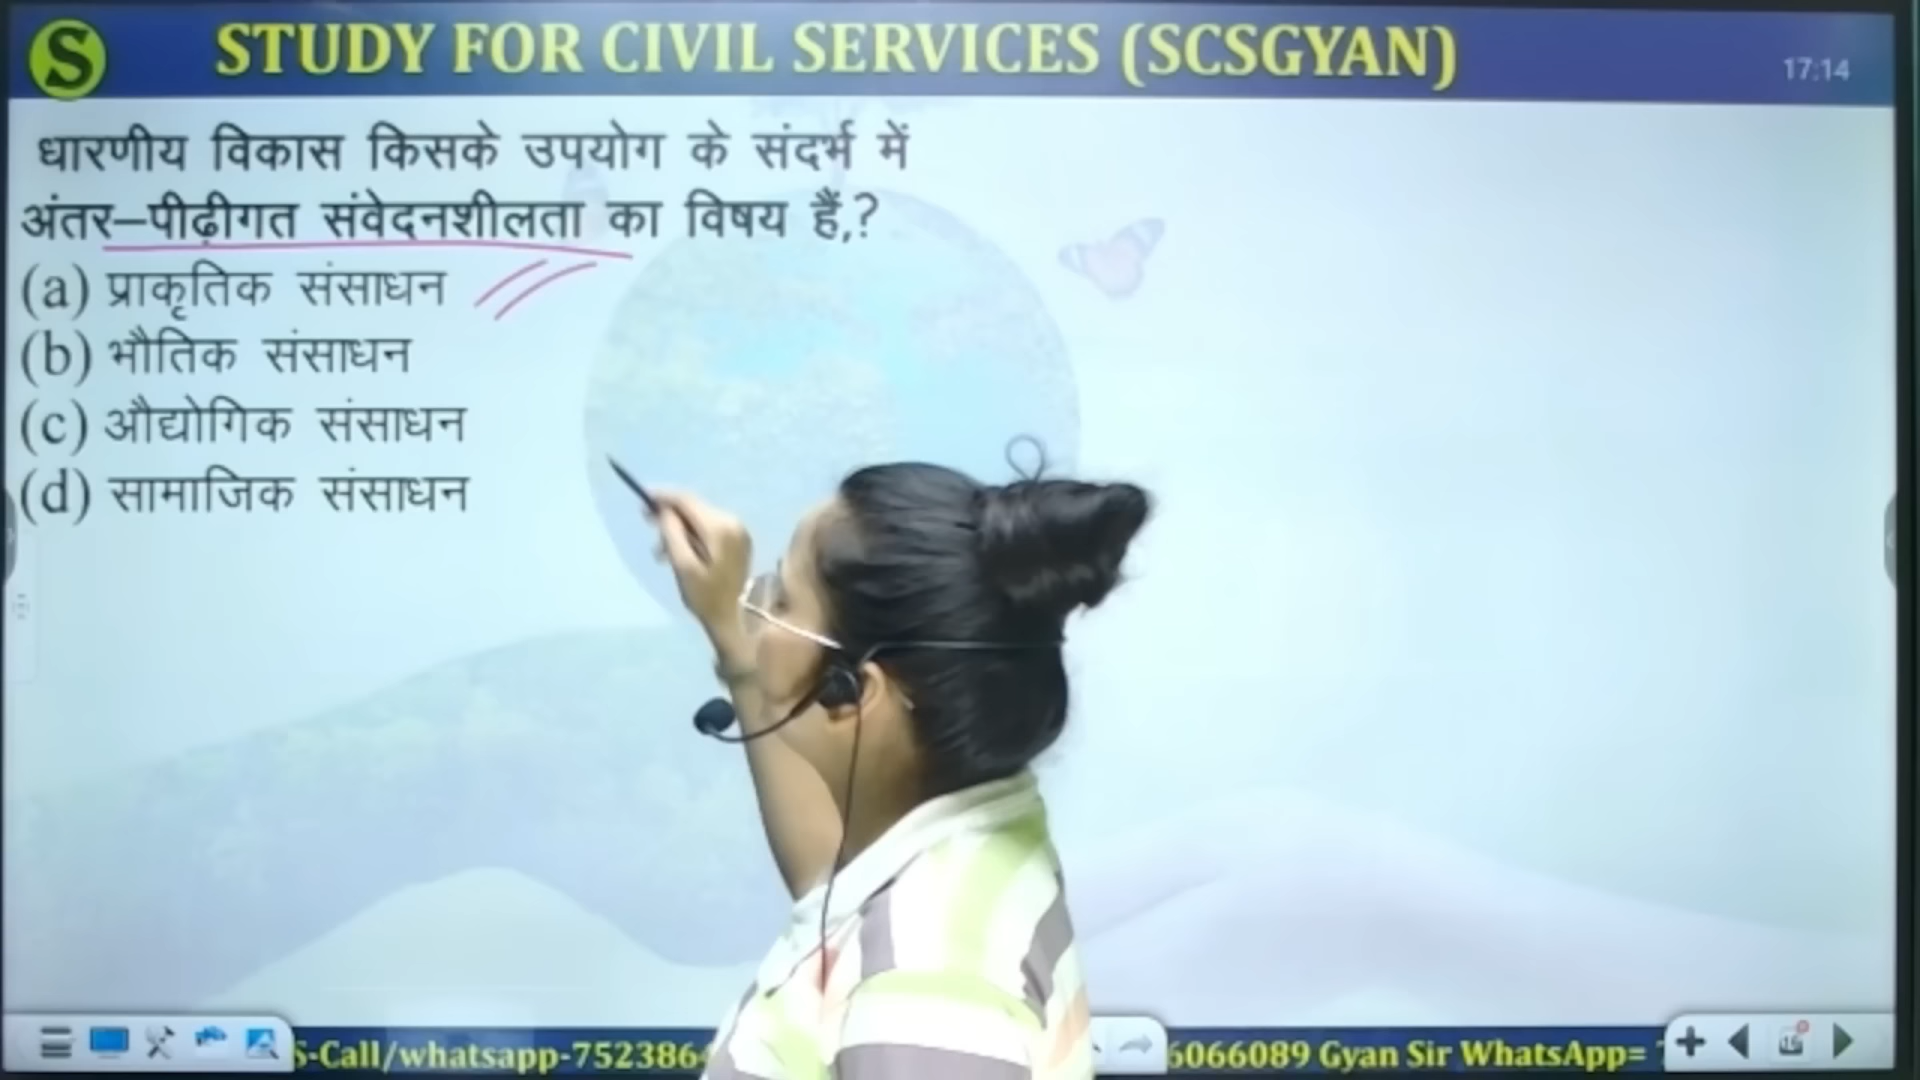 S
STUDY FOR CIVIL SERVICES (SCSGYAN)
17:14
धारणीय विकास किसके उपयोग के संदर्भ में
अंतर–पीढ़ीगत संवेदनशीलता का विषय हैं,?
(a) प्राकृतिक संसाधन
(b) भौतिक संसाधन
(c) औद्योगिक संसाधन
(d) सामाजिक संसाधन
S-Call/whatsapp-752386
6066089 Gyan Sir WhatsApp=